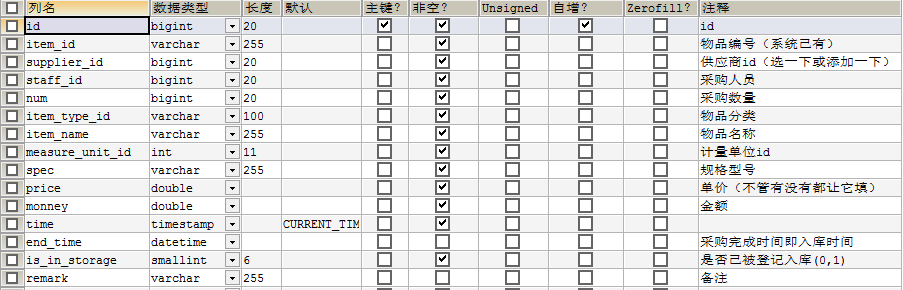 列名 数据类型 长度 默认 主键? 非空? Unsigned 自增? Zerofill? 注释
id bigint 20 id
item_id varchar 255 物品编号（系统已有）
supplier_id bigint 20 供应商id（选一下或添加一下）
staff_id bigint 20 采购人员
num bigint 20 采购数量
item_type_id varchar 100 物品分类
item_name varchar 255 物品名称
measure_unit_id int 11 计量单位id
spec varchar 255 规格型号
price double 单价（不管有没有都让它填）
monney double 金额
time timestamp CURRENT_TIM
end_time datetime 采购完成时间即入库时间
is_in_storage smallint 6 是否已被登记入库(0,1)
remark varchar 255 备注